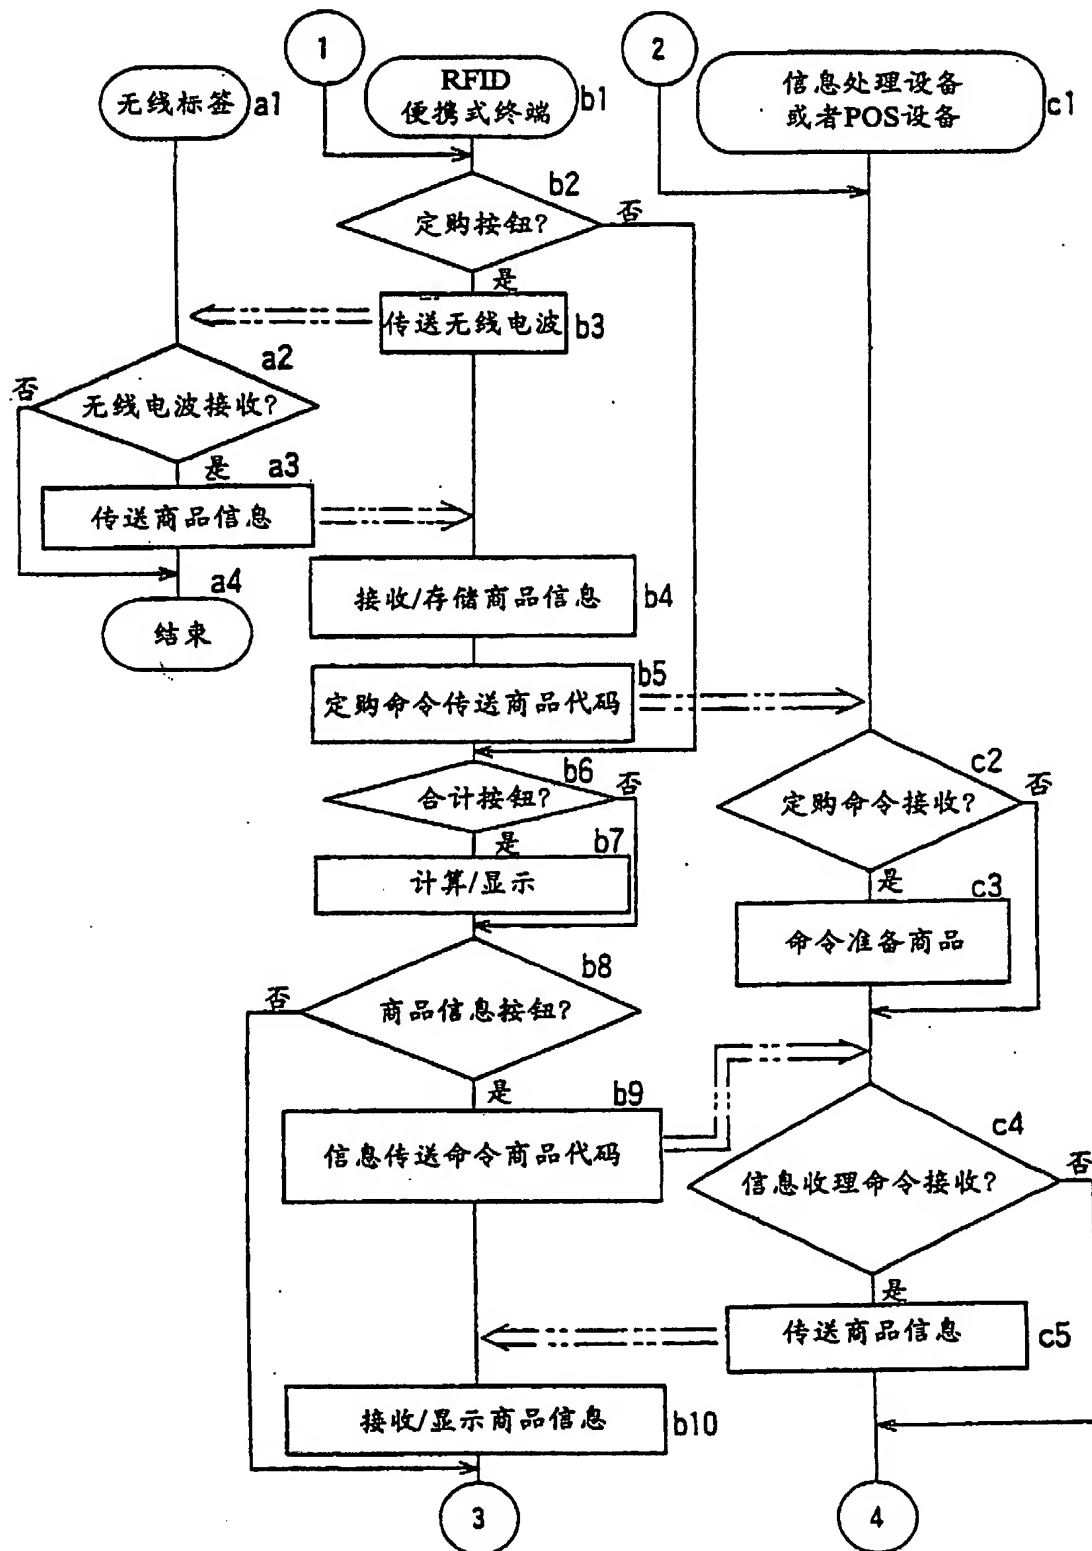 1
2
无线标签 a1
RFID
便携式终端 b1
信息处理设备
或者POS设备 c1
b2
定购按钮?
否
是
传送无线电波 b3
a2
无线电波接收?
否
是
a3
传送商品信息
a4
结束
接收/存储商品信息 b4
b5
定购命令传送商品代码
b6
合计按钮?
否
是
b7
计算/显示
c2
定购命令接收?
否
是
c3
命令准备商品
b8
商品信息按钮?
否
是
b9
信息传送命令商品代码
c4
信息收理命令接收?
否
是
传送商品信息 c5
接收/显示商品信息 b10
3
4